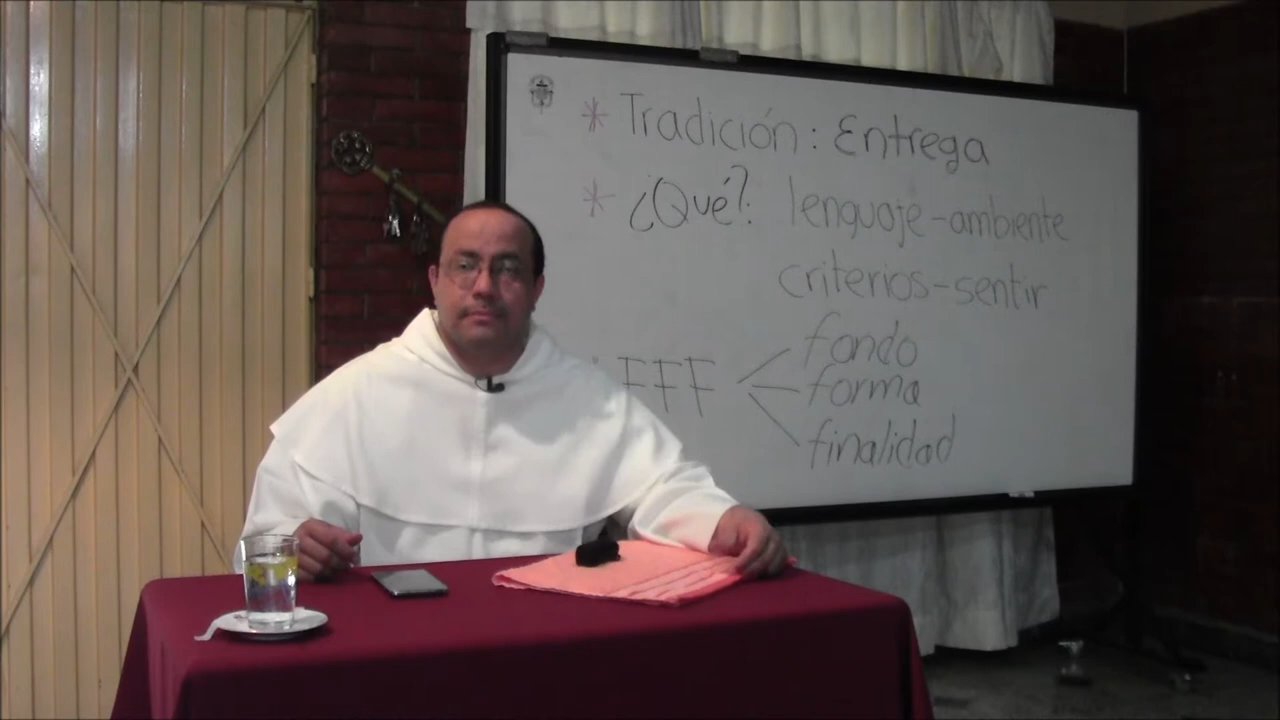 * Tradición: Entrega
* ¿Qué?: lenguaje-ambiente
criterios-sentir
FFF
fondo
forma
finalidad